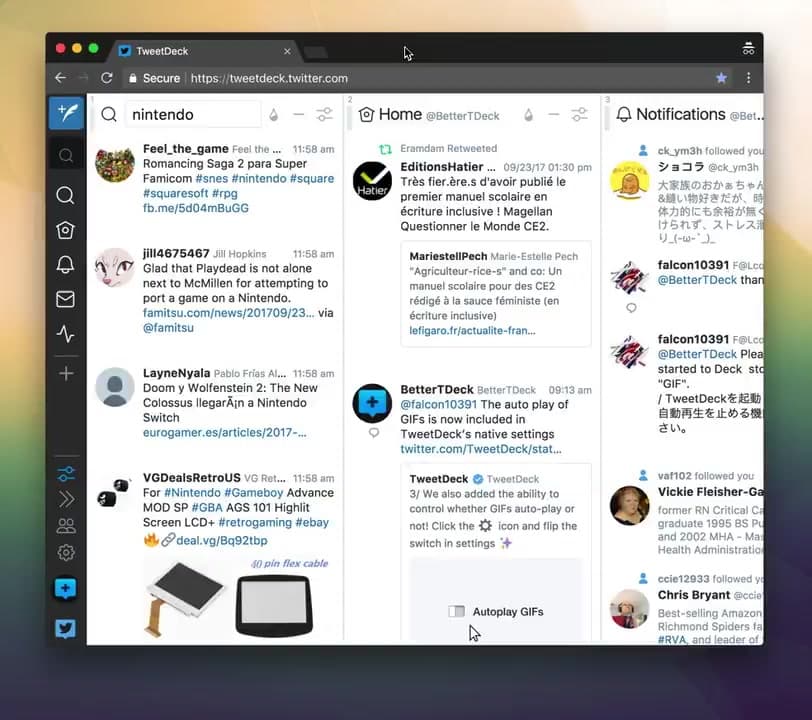 TweetDeck
Secure
https://tweetdeck.twitter.com
1
nintendo
Feel_the_game Feel the ... 11:58 am
Romancing Saga 2 para Super
Famicom #snes #nintendo #square
#squaresoft #rpg
fb.me/5d04mBuGG
jill4675467 Jill Hopkins 11:58 am
Glad that Playdead is not alone
next to McMillen for attempting to
port a game on a Nintendo.
famitsu.com/news/201709/23... via
@famitsu
LayneNyala Pablo Frías Al... 11:58 am
Doom y Wolfenstein 2: The New
Colossus llegarÃ¡n a Nintendo
Switch
eurogamer.es/articles/2017-...
VGDealsRetroUS VG Ret... 11:58 am
For #Nintendo #Gameboy Advance
MOD SP #GBA AGS 101 Highlit
Screen LCD+ #retrogaming #ebay
🔥🔗deal.vg/Bq92tbp
pin flex cable
2
Home @BetterTDeck
Eramdam Retweeted
EditionsHatier ... 09/23/17 01:30 pm
Hatier
Très fier.ère.s d'avoir publié le
premier manuel scolaire en
écriture inclusive ! Magellan
Questionner le Monde CE2.
MariestellPech Marie-Estelle Pech
"Agriculteur-rice-s" and co: Un
manuel scolaire pour des CE2
rédigé à la sauce féministe (en
écriture inclusive)
lefigaro.fr/actualite-fran...
BetterTDeck BetterTDeck 09:13 am
@falcon10391 The auto play of
GIFs is now included in
TweetDeck's native settings
twitter.com/TweetDeck/stat...
TweetDeck TweetDeck
3/ We also added the ability to
control whether GIFs auto-play or
not! Click the ⚙ icon and flip the
switch in settings ✨
Autoplay GIFs
3
Notifications @Bet...
ck_ym3h followed you
ショコラ @ck_ym3h
大家族のおかぁちゃん
&縫い物好きだが、時
体力的にも余裕が無く
けられず、ストレス溜
り_(-ω-`_)_
falcon10391 F@Lco
@BetterTDeck than
falcon10391 F@Lc
@BetterTDeck Plea
started to Deck sto
"GIF".
/ TweetDeckを起動
自動再生を止める機
さい。
vaf102 followed you
Vickie Fleisher-Ga
former RN Critical Ca
graduate 1995 BS Pu
and 2002 MHA - Mas
Health Administration
ccie12933 followed yo
Chris Bryant @ccie
Best-selling Amazon
Richmond Spiders fa
#RVA, and leader of